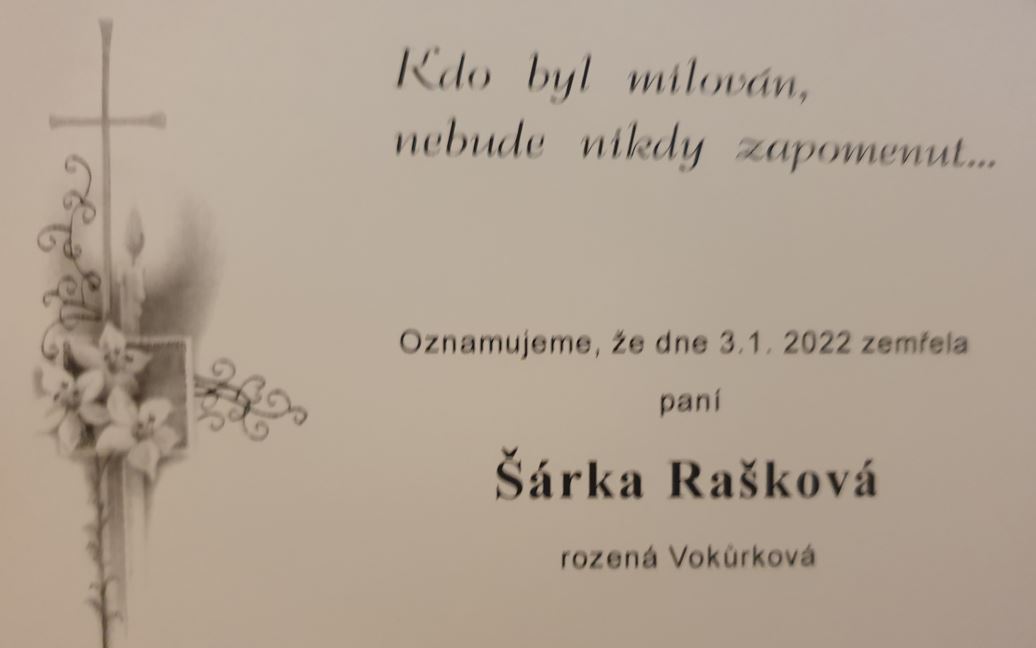 Kdo byl milován,
nebude nikdy zapomenut...
Oznamujeme, že dne 3.1. 2022 zemřela
paní
Šárka Rašková
rozená Vokůrková